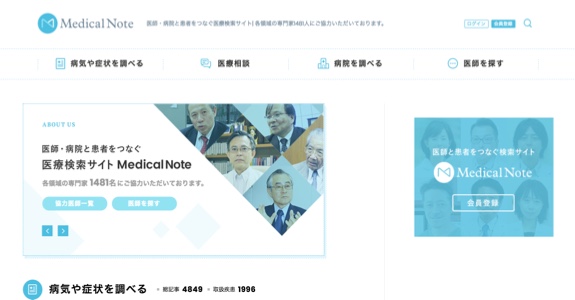 Medical Note
医師・病院と患者をつなぐ医療検索サイト | 各領域の専門家1481人にご協力いただいております。
ログイン 会員登録
病気や症状を調べる 医療相談 病院を調べる 医師を探す
ABOUT US
医師・病院と患者をつなぐ
医療検索サイト Medical Note
各領域の専門家 1481名 にご協力いただいております。
協力医師一覧 医師を探す
医師と患者をつなぐ検索サイト
Medical Note
会員登録
病気や症状を調べる ・ 総記事 4849 ・ 取扱疾患 1996